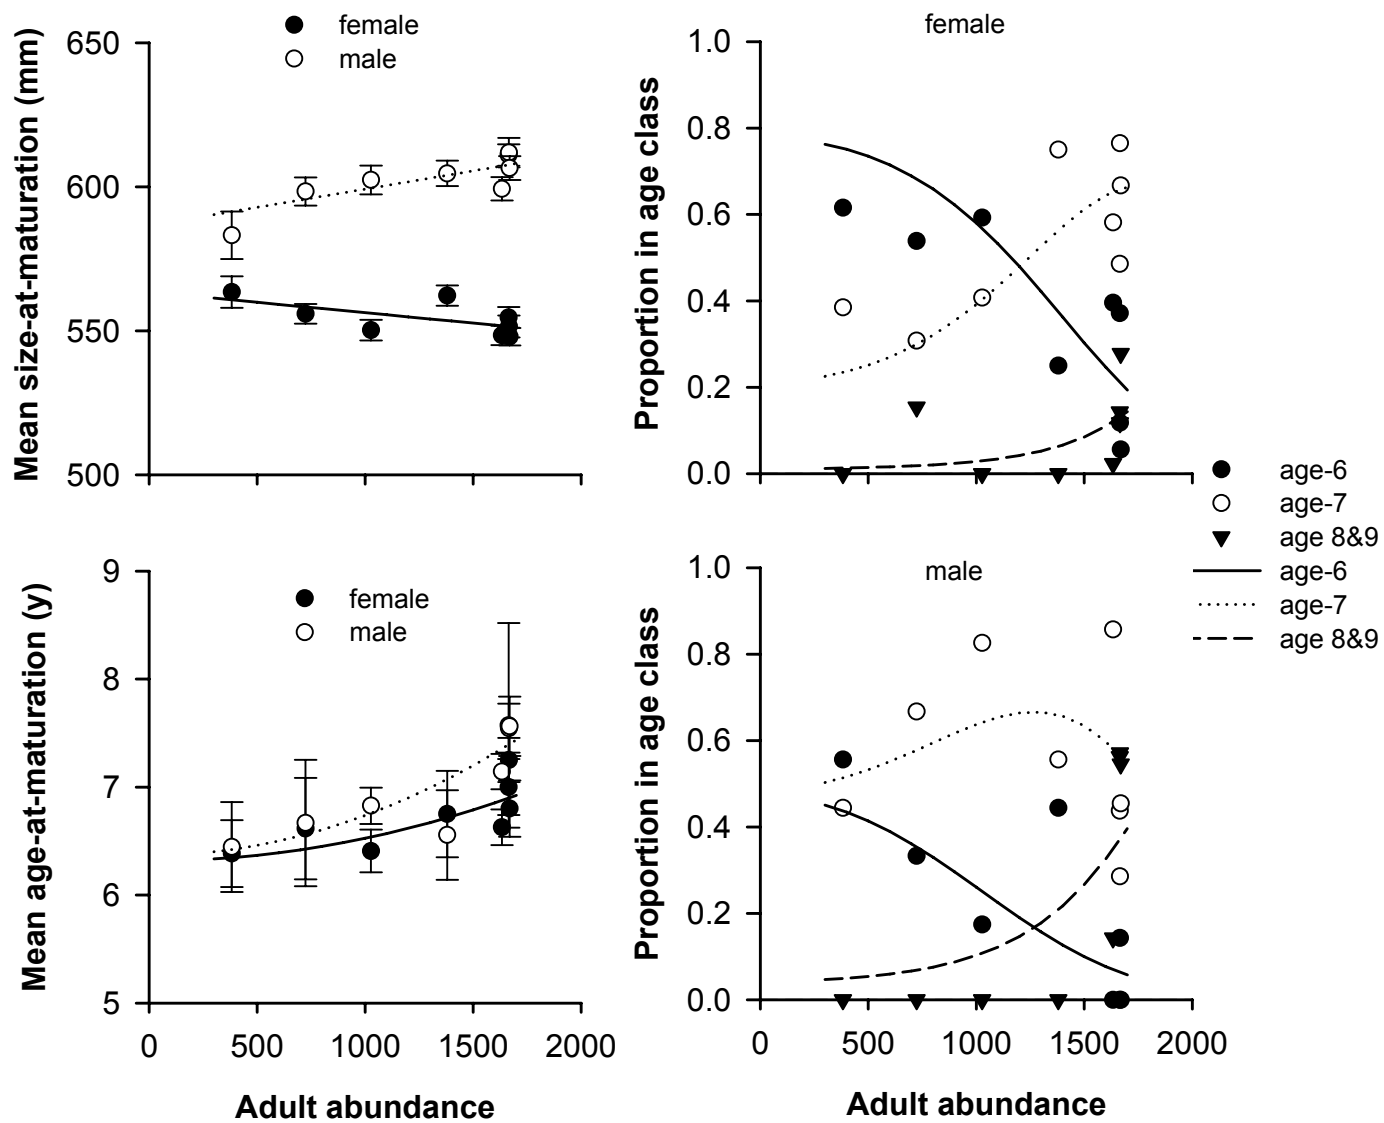 female
male
650
600
550
500
Mean size-at-maturation (mm)
female
1.0
0.8
0.6
0.4
0.2
0.0
Proportion in age class
age-6
age-7
age 8&9
age-6
age-7
age 8&9
female
male
9
8
7
6
5
Mean age-at-maturation (y)
0 500 1000 1500 2000
Adult abundance
male
1.0
0.8
0.6
0.4
0.2
0.0
Proportion in age class
0 500 1000 1500 2000
Adult abundance